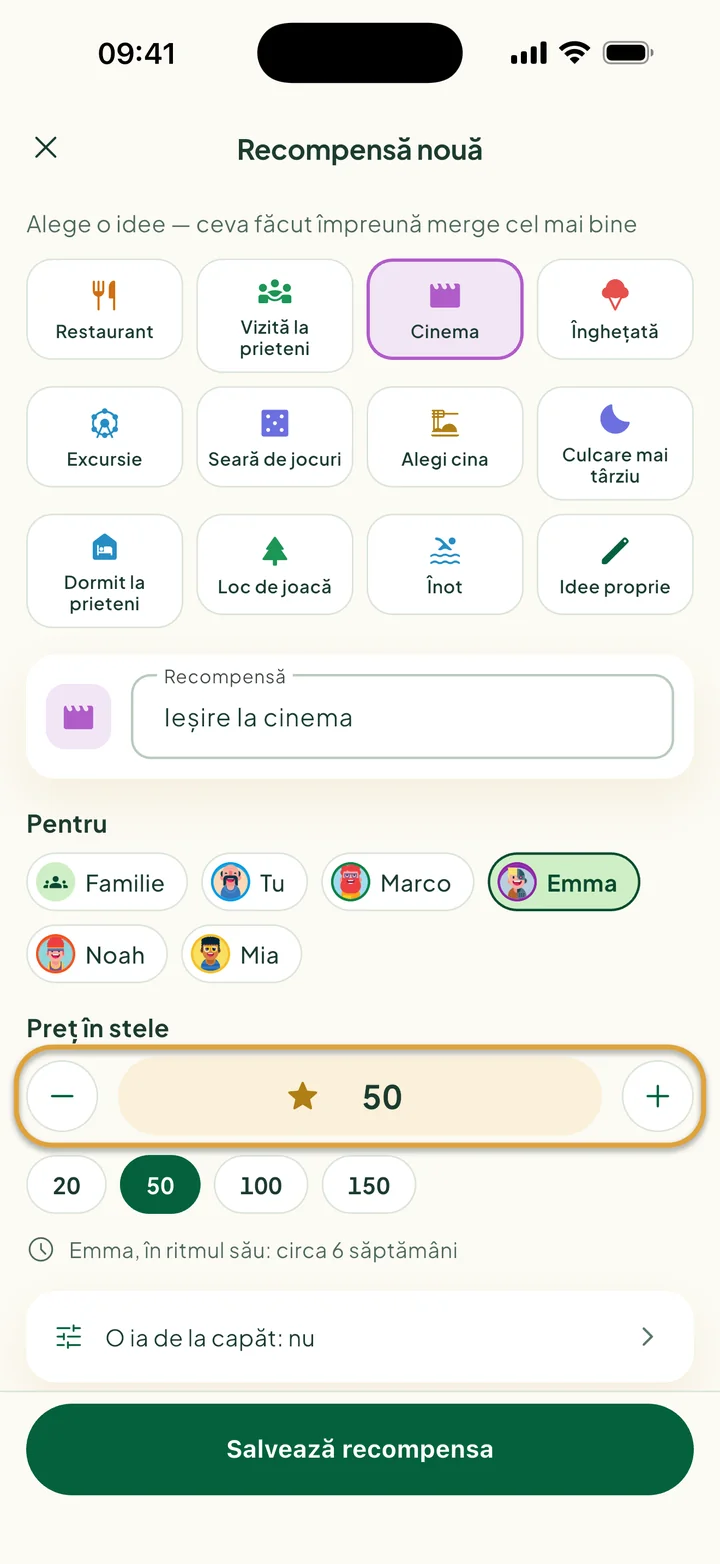 09:41
Recompensă nouă
Alege o idee — ceva făcut împreună merge cel mai bine
Restaurant
Vizită la
prieteni
Cinema
Înghețată
Excursie
Seară de jocuri
Alegi cina
Culcare mai
târziu
Dormit la
prieteni
Loc de joacă
Înot
Idee proprie
Recompensă
Ieșire la cinema
Pentru
Familie
Tu
Marco
Emma
Noah
Mia
Preț în stele
50
20
50
100
150
Emma, în ritmul său: circa 6 săptămâni
O ia de la capăt: nu
Salvează recompensa